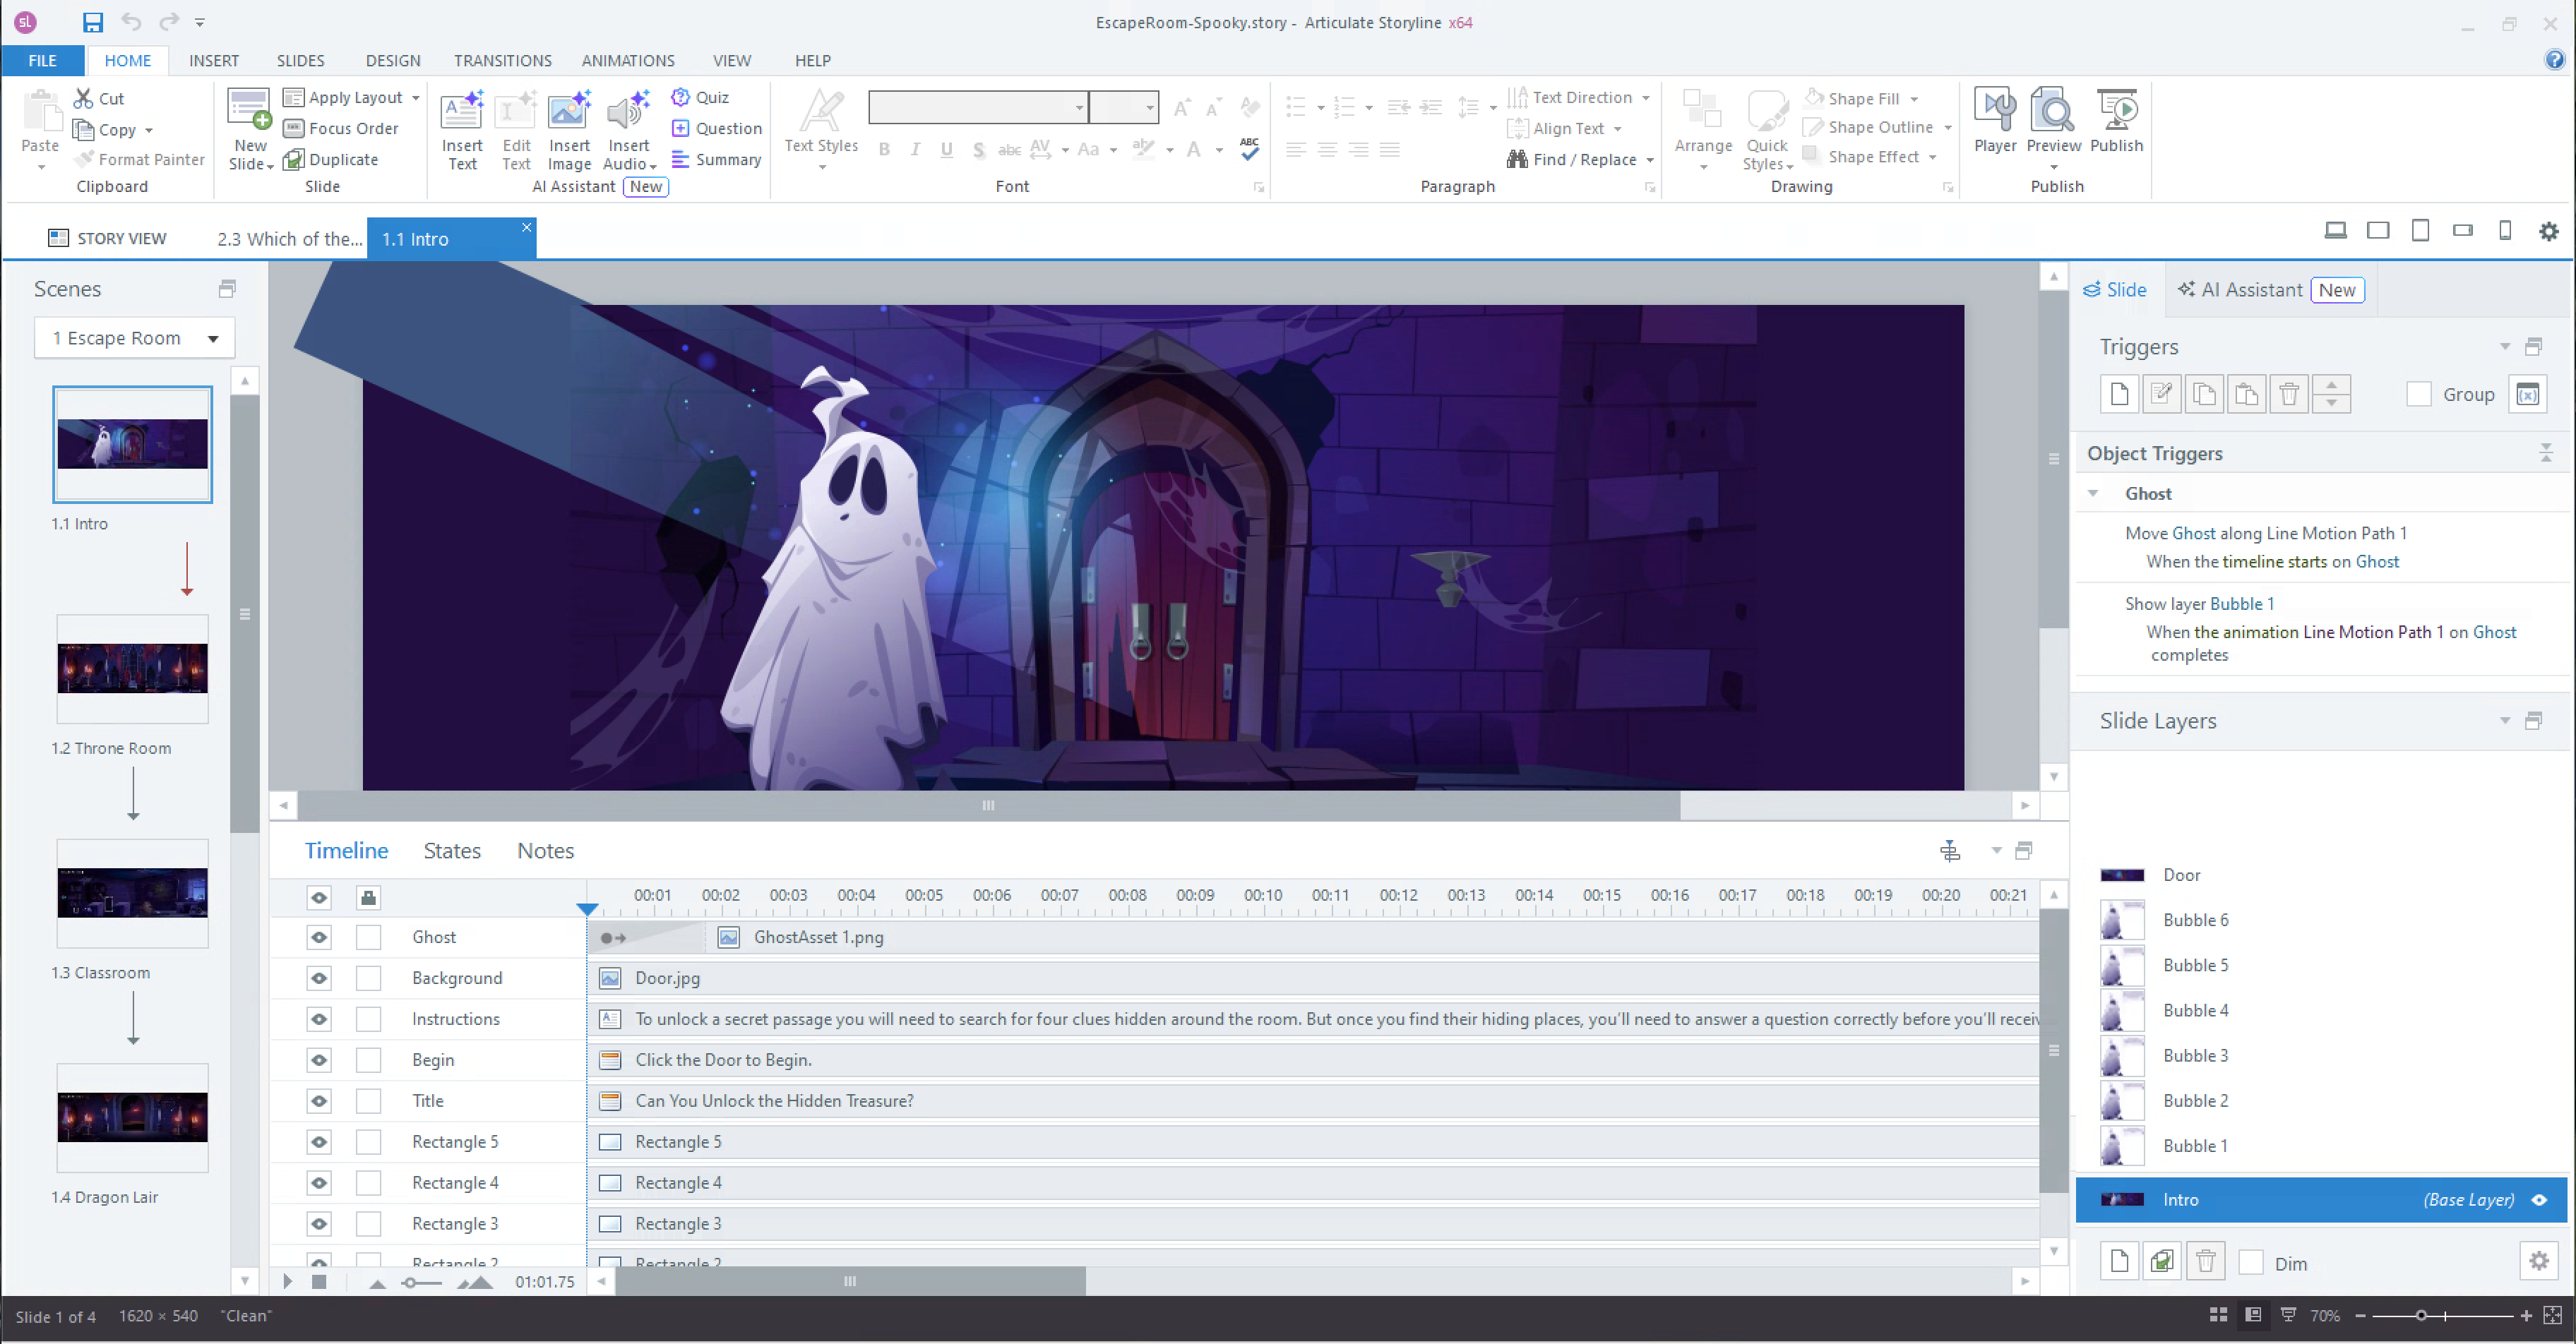 sL
EscapeRoom-Spooky.story - Articulate Storyline x64
FILE HOME INSERT SLIDES DESIGN TRANSITIONS ANIMATIONS VIEW HELP
Paste
Cut
Copy
Format Painter
Clipboard
New Slide
Apply Layout
Focus Order
Duplicate
Slide
Insert Text
Edit Text
Insert Image
Insert Audio
Quiz
Question
Summary
AI Assistant New
Text Styles
B I U S abc AV Aa ab A ABC
Font
Text Direction
Align Text
Find / Replace
Paragraph
Arrange
Quick Styles
Shape Fill
Shape Outline
Shape Effect
Drawing
Player
Preview
Publish
Publish
STORY VIEW
2.3 Which of the...
1.1 Intro
Scenes
1 Escape Room
1.1 Intro
1.2 Throne Room
1.3 Classroom
1.4 Dragon Lair
Slide
AI Assistant New
Triggers
Group
Object Triggers
Ghost
Move Ghost along Line Motion Path 1
When the timeline starts on Ghost
Show layer Bubble 1
When the animation Line Motion Path 1 on Ghost
completes
Slide Layers
Door
Bubble 6
Bubble 5
Bubble 4
Bubble 3
Bubble 2
Bubble 1
Intro (Base Layer)
Dim
Timeline States Notes
00:01 00:02 00:03 00:04 00:05 00:06 00:07 00:08 00:09 00:10 00:11 00:12 00:13 00:14 00:15 00:16 00:17 00:18 00:19 00:20 00:21
Ghost GhostAsset 1.png
Background Door.jpg
Instructions To unlock a secret passage you will need to search for four clues hidden around the room. But once you find their hiding places, you'll need to answer a question correctly before you'll receiv
Begin Click the Door to Begin.
Title Can You Unlock the Hidden Treasure?
Rectangle 5 Rectangle 5
Rectangle 4 Rectangle 4
Rectangle 3 Rectangle 3
Rectangle 2 Rectangle 2
01:01.75
Slide 1 of 4 1620 × 540 "Clean"
70%